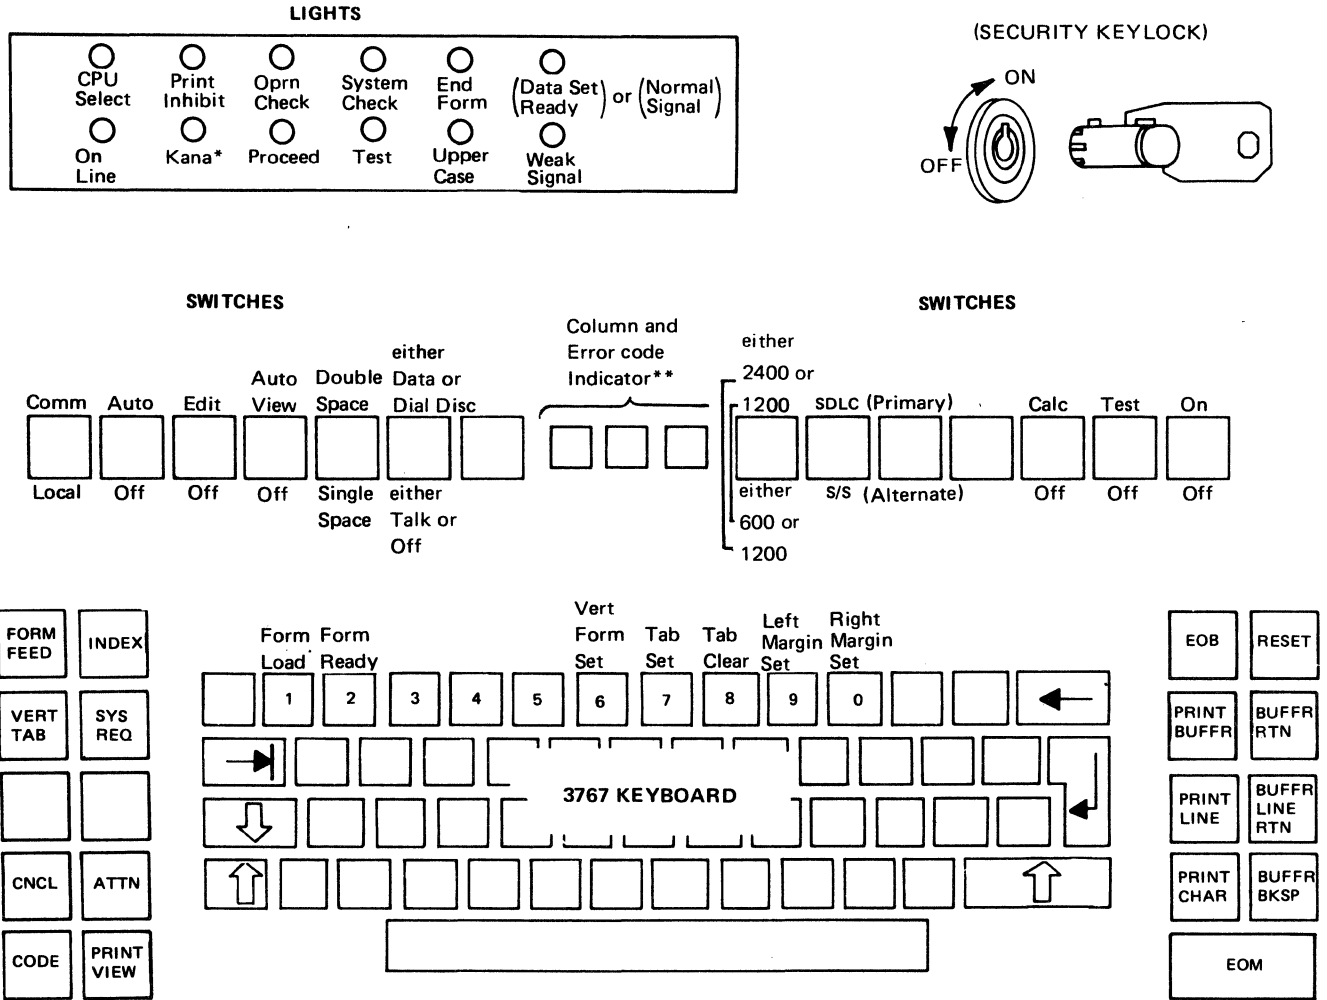 LIGHTS
CPU Select
Print Inhibit
Oprn Check
System Check
End Form
(Data Set Ready) or (Normal Signal)
On Line
Kana*
Proceed
Test
Upper Case
Weak Signal
(SECURITY KEYLOCK)
ON
OFF
SWITCHES
Comm
Local
Auto
Off
Edit
Off
Auto View
Off
Double Space
Single Space
either
Data or
Dial Disc
either
Talk or
Off
Column and
Error code
Indicator**
SWITCHES
either
2400 or
1200
either
600 or
1200
SDLC (Primary)
S/S (Alternate)
Calc
Off
Test
Off
On
Off
FORM FEED
INDEX
VERT TAB
SYS REQ
CNCL
ATTN
CODE
PRINT VIEW
Form Load
Form Ready
Vert Form Set
Tab Set
Tab Clear
Left Margin Set
Right Margin Set
1 2 3 4 5 6 7 8 9 0
3767 KEYBOARD
EOB
RESET
PRINT BUFFR
BUFFR RTN
PRINT LINE
BUFFR LINE RTN
PRINT CHAR
BUFFR BKSP
EOM